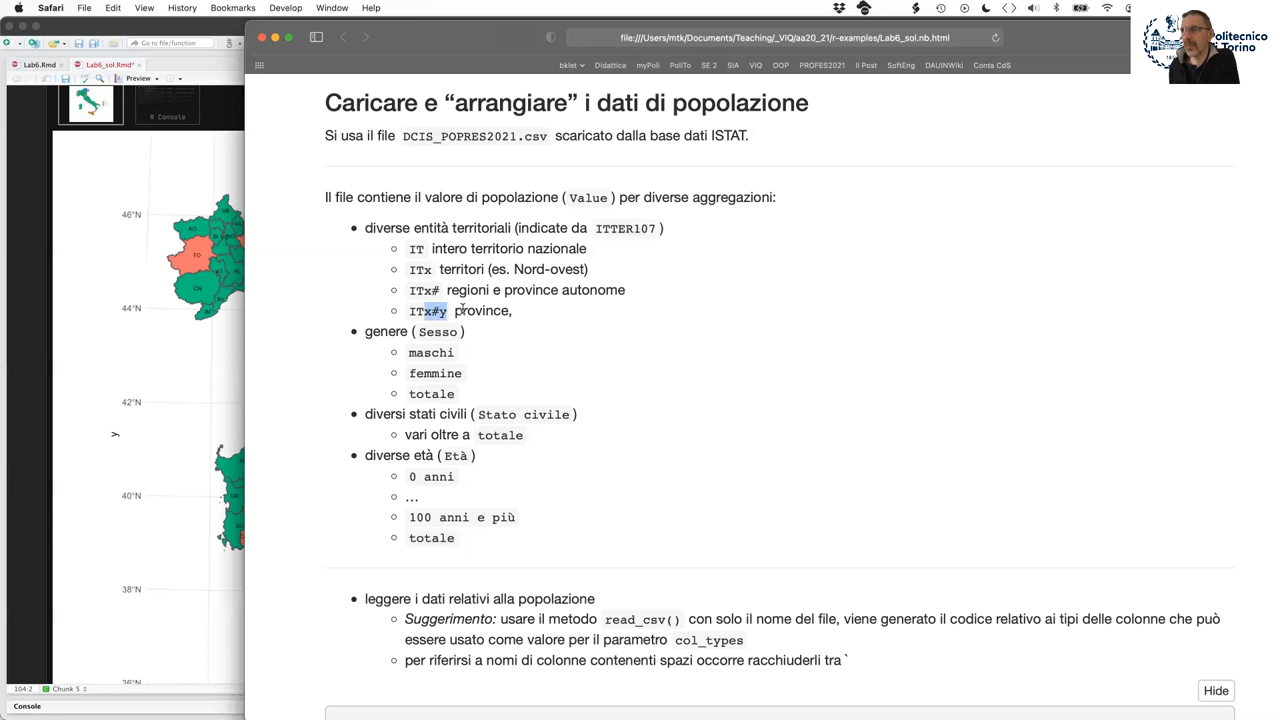 Safari File Edit View History Bookmarks Develop Window Help
file:///Users/mtk/Documents/Teaching/_VIQ/aa20_21/r-examples/Lab6_sol.nb.html
Politecnico
di Torino
Go to file/function
Lab6.Rmd Lab6_sol.Rmd*
Preview
bklet Didattica myPoli PoliTo SE 2 SIA VIQ OOP PROFES2021 Il Post SoftEng DAUINWiki Conta CdS
R Console
Caricare e “arrangiare” i dati di popolazione
Si usa il file DCIS_POPRES2021.csv scaricato dalla base dati ISTAT.
Il file contiene il valore di popolazione ( Value ) per diverse aggregazioni:
diverse entità territoriali (indicate da ITTER107 )
IT intero territorio nazionale
ITx territori (es. Nord-ovest)
ITx# regioni e province autonome
ITx#y province,
genere ( Sesso )
maschi
femmine
totale
diversi stati civili ( Stato civile )
vari oltre a totale
diverse età ( Età )
0 anni
...
100 anni e più
totale
leggere i dati relativi alla popolazione
Suggerimento: usare il metodo read_csv() con solo il nome del file, viene generato il codice relativo ai tipi delle colonne che può
essere usato come valore per il parametro col_types
per riferirsi a nomi di colonne contenenti spazi occorre racchiuderli tra `
Hide
46°N
44°N
42°N
40°N
38°N
36°N
y
AO
TO
CN
AL
VB
104:2 Chunk 5
Console